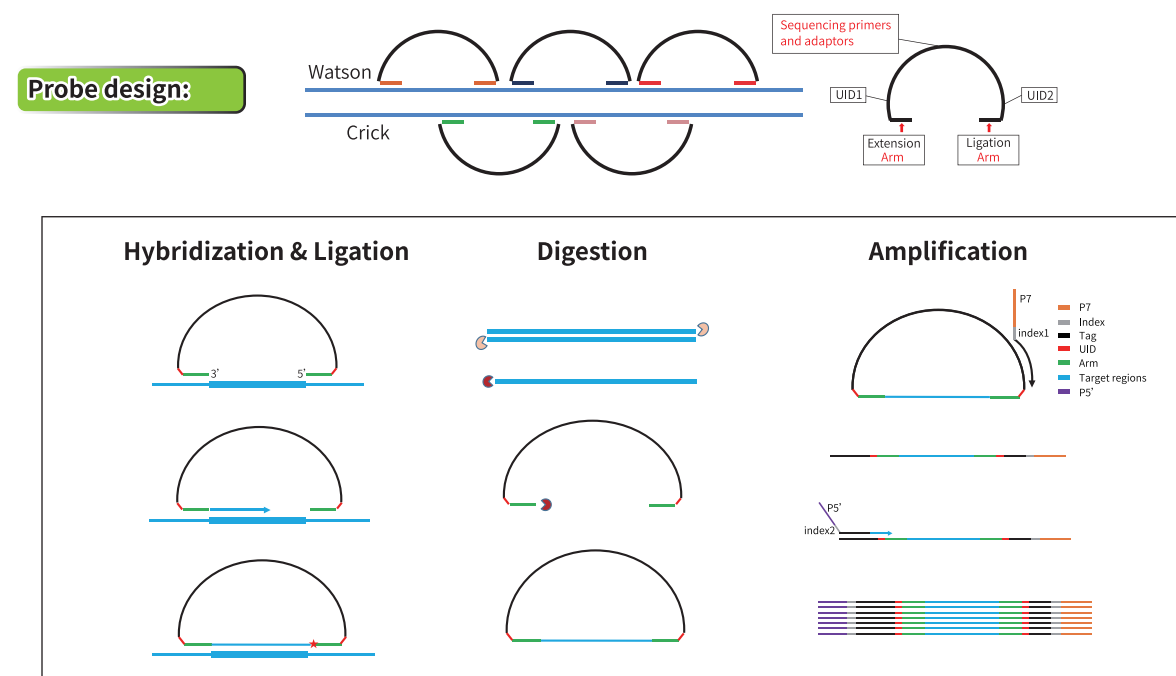 Probe design:
Watson
Crick
Sequencing primers
and adaptors
UID1
UID2
Extension
Arm
Ligation
Arm
Hybridization & Ligation
3’
5’
Digestion
Amplification
P7
index1
P7
Index
Tag
UID
Arm
Target regions
P5’
P5’
index2